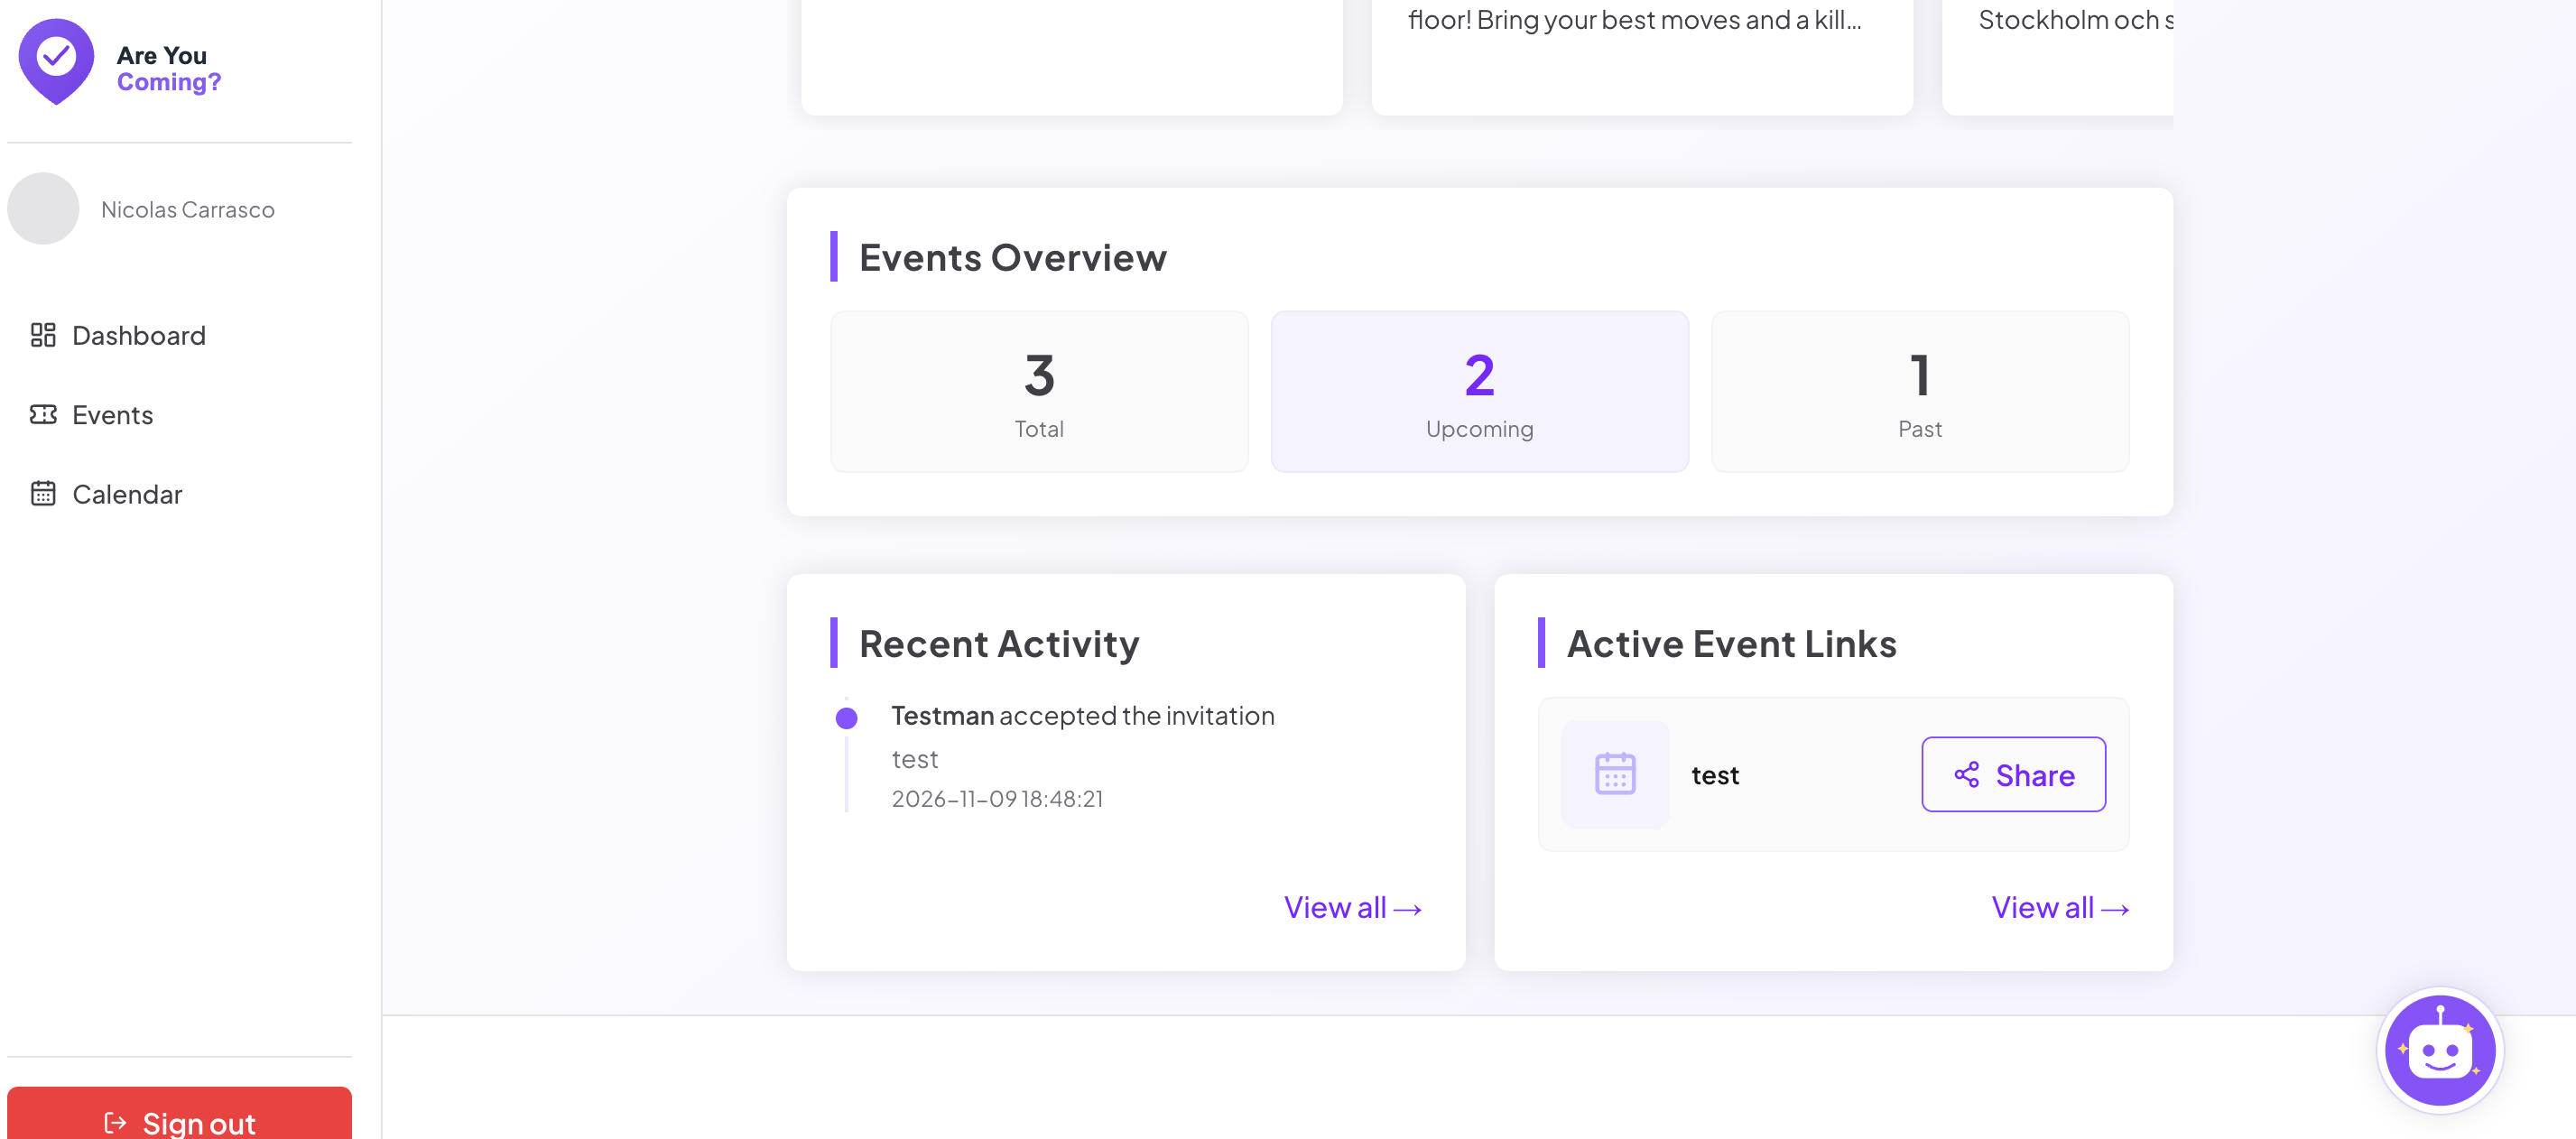 Are You
Coming?
Nicolas Carrasco
Dashboard
Events
Calendar
Sign out
floor! Bring your best moves and a kill...
Stockholm och s
Events Overview
3
Total
2
Upcoming
1
Past
Recent Activity
Testman accepted the invitation
test
2026-11-09 18:48:21
View all →
Active Event Links
test
Share
View all →